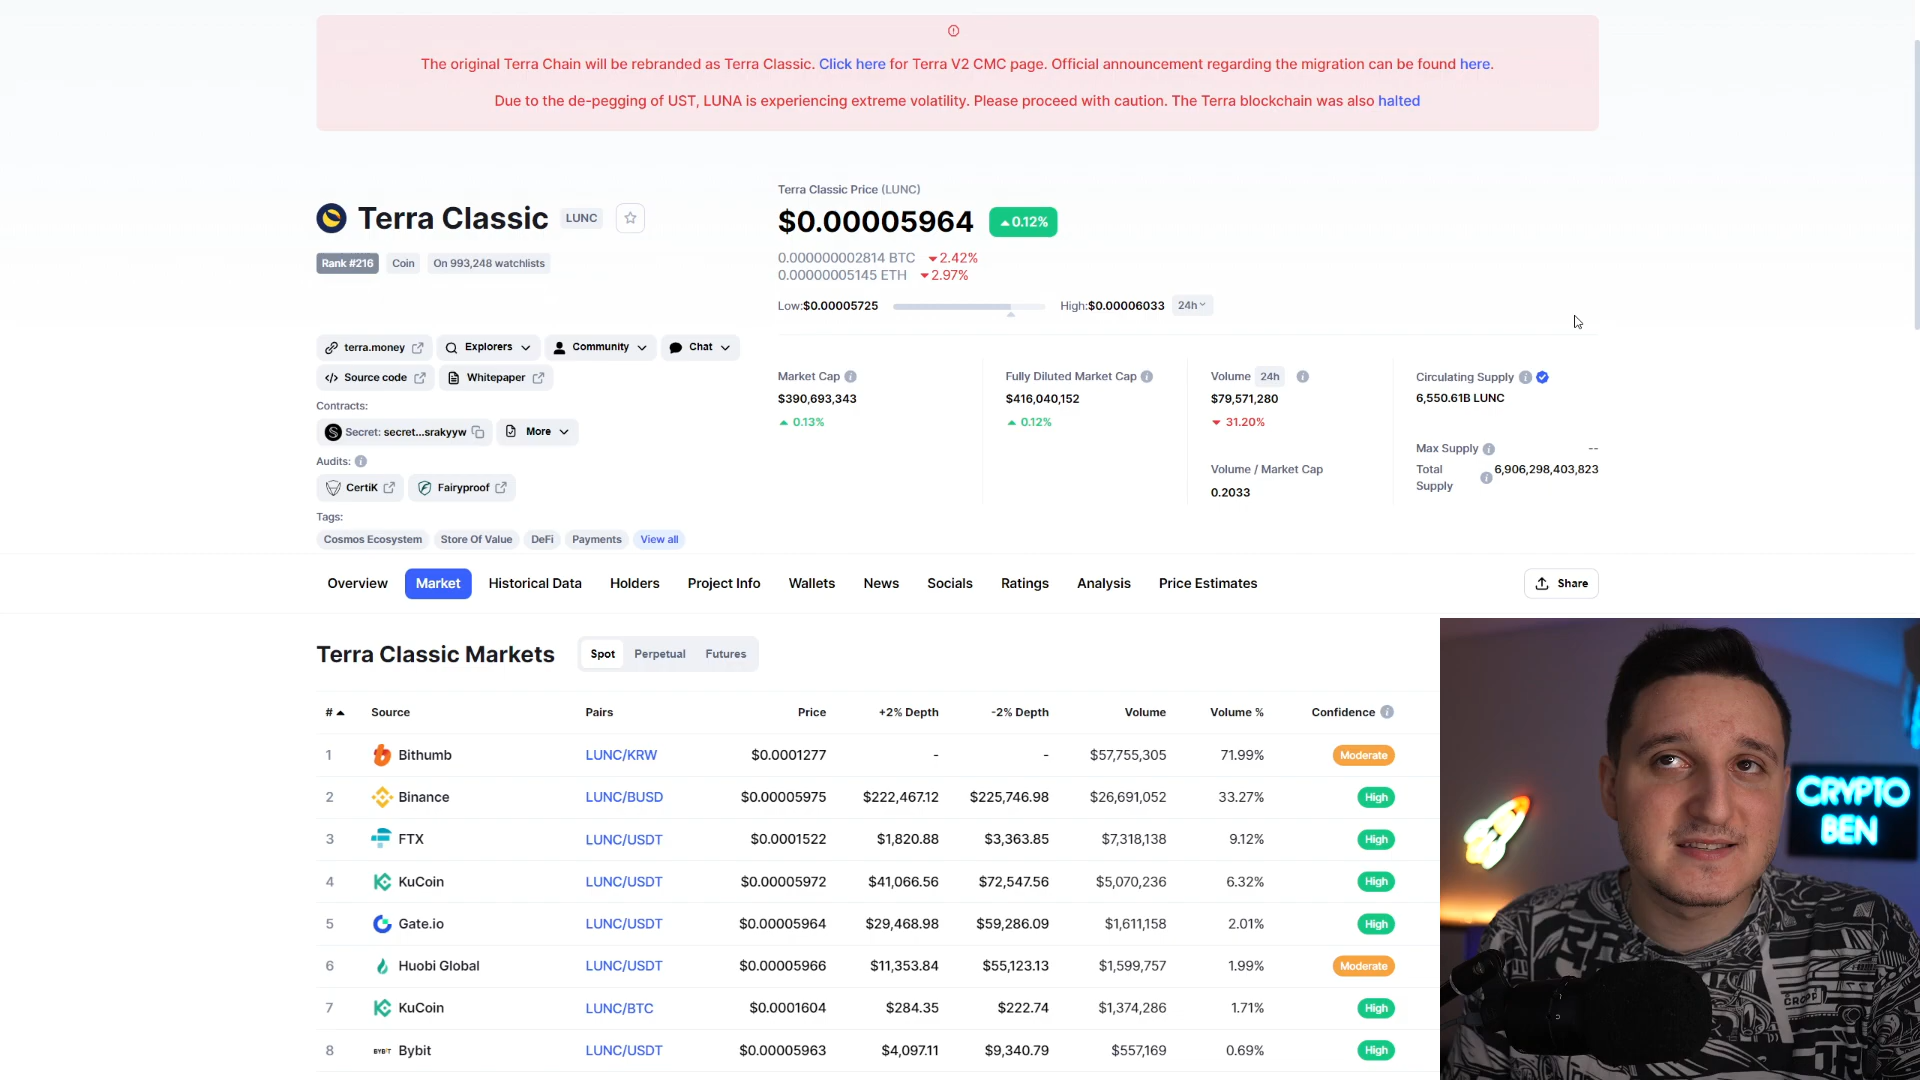 The original Terra Chain will be rebranded as Terra Classic. Click here for Terra V2 CMC page. Official announcement regarding the migration can be found here.
Due to the de-pegging of UST, LUNA is experiencing extreme volatility. Please proceed with caution. The Terra blockchain was also halted
Terra Classic LUNC
Rank #216 Coin On 993,248 watchlists
Terra Classic Price (LUNC)
$0.00005964 0.12%
0.000000002814 BTC 2.42%
0.00000005145 ETH 2.97%
Low:$0.00005725 High:$0.00006033 24h
terra.money Explorers Community Chat
Source code Whitepaper
Contracts:
Secret: secret...srakyyw More
Audits:
CertiK Fairyproof
Tags:
Cosmos Ecosystem Store Of Value DeFi Payments View all
Market Cap
$390,693,343
0.13%
Fully Diluted Market Cap
$416,040,152
0.12%
Volume 24h
$79,571,280
31.20%
Volume / Market Cap
0.2033
Circulating Supply
6,550.61B LUNC
Max Supply --
Total Supply 6,906,298,403,823
Overview Market Historical Data Holders Project Info Wallets News Socials Ratings Analysis Price Estimates Share
Terra Classic Markets Spot Perpetual Futures
# Source Pairs Price +2% Depth -2% Depth Volume Volume % Confidence
1 Bithumb LUNC/KRW $0.0001277 - - $57,755,305 71.99% Moderate
2 Binance LUNC/BUSD $0.00005975 $222,467.12 $225,746.98 $26,691,052 33.27% High
3 FTX LUNC/USDT $0.0001522 $1,820.88 $3,363.85 $7,318,138 9.12% High
4 KuCoin LUNC/USDT $0.00005972 $41,066.56 $72,547.56 $5,070,236 6.32% High
5 Gate.io LUNC/USDT $0.00005964 $29,468.98 $59,286.09 $1,611,158 2.01% High
6 Huobi Global LUNC/USDT $0.00005966 $11,353.84 $55,123.13 $1,599,757 1.99% Moderate
7 KuCoin LUNC/BTC $0.0001604 $284.35 $222.74 $1,374,286 1.71% High
8 BYBIT Bybit LUNC/USDT $0.00005963 $4,097.11 $9,340.79 $557,169 0.69% High
CRYPTO
BEN